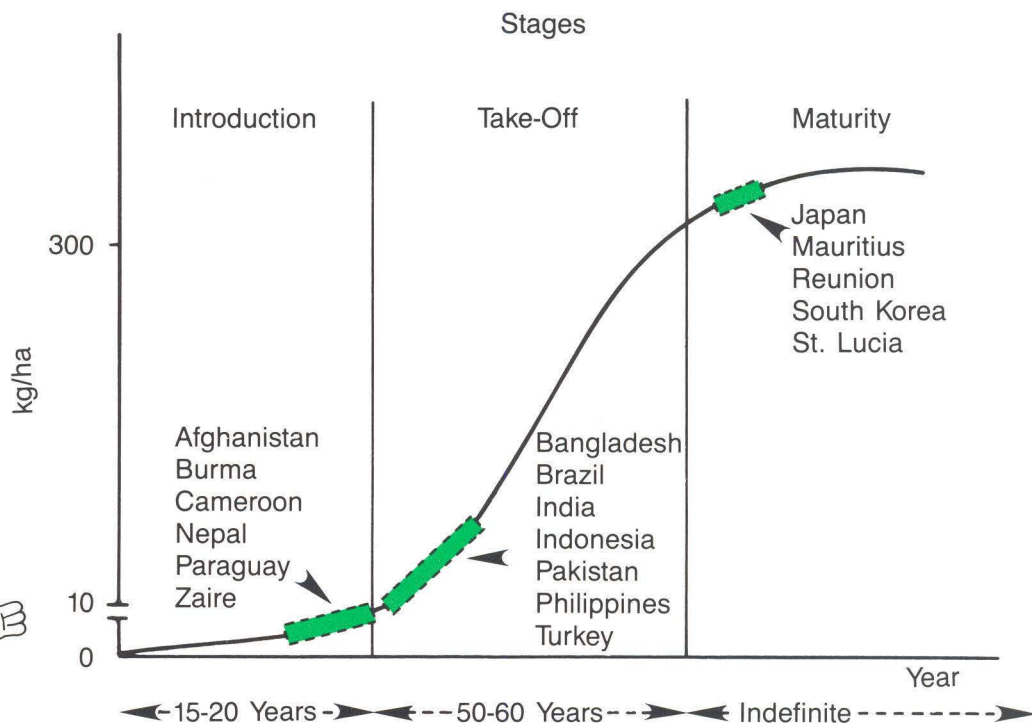 Stages
Introduction
Take-Off
Maturity
300
kg/ha
10
0
Afghanistan
Burma
Cameroon
Nepal
Paraguay
Zaire
Bangladesh
Brazil
India
Indonesia
Pakistan
Philippines
Turkey
Japan
Mauritius
Reunion
South Korea
St. Lucia
Year
15-20 Years
50-60 Years
Indefinite